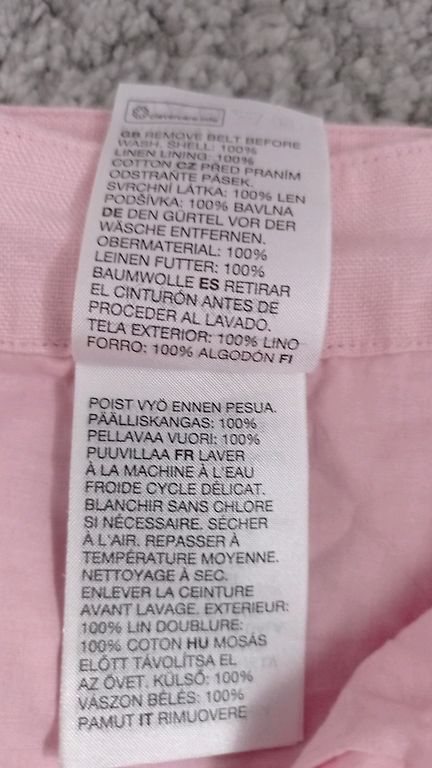 clevercare.info
GB REMOVE BELT BEFORE
WASH. SHELL: 100%
LINEN LINING: 100%
COTTON CZ PŘED PRANÍM
ODSTRAŇTE PÁSEK.
SVRCHNÍ LÁTKA: 100% LEN
PODŠÍVKA: 100% BAVLNA
DE DEN GÜRTEL VOR DER
WÄSCHE ENTFERNEN.
OBERMATERIAL: 100%
LEINEN FUTTER: 100%
BAUMWOLLE ES RETIRAR
EL CINTURÓN ANTES DE
PROCEDER AL LAVADO.
TELA EXTERIOR: 100% LINO
FORRO: 100% ALGODÓN FI
POIST VYÖ ENNEN PESUA.
PÄÄLLISKANGAS: 100%
PELLAVAA VUORI: 100%
PUUVILLAA FR LAVER
À LA MACHINE À L'EAU
FROIDE CYCLE DÉLICAT.
BLANCHIR SANS CHLORE
SI NÉCESSAIRE. SÉCHER
À L'AIR. REPASSER À
TEMPÉRATURE MOYENNE.
NETTOYAGE À SEC.
ENLEVER LA CEINTURE
AVANT LAVAGE. EXTERIEUR:
100% LIN DOUBLURE:
100% COTON HU MOSÁS
ELŐTT TÁVOLÍTSA EL
AZ ÖVET. KÜLSŐ: 100%
VÁSZON BÉLÉS: 100%
PAMUT IT RIMUOVERE